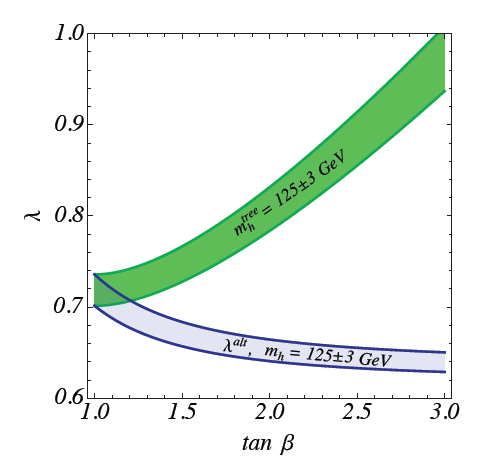 1.0
0.9
0.8
0.7
0.6
λ
m_h^tree = 125±3 GeV
λ^alt, m_h = 125±3 GeV
1.0 1.5 2.0 2.5 3.0
tan β